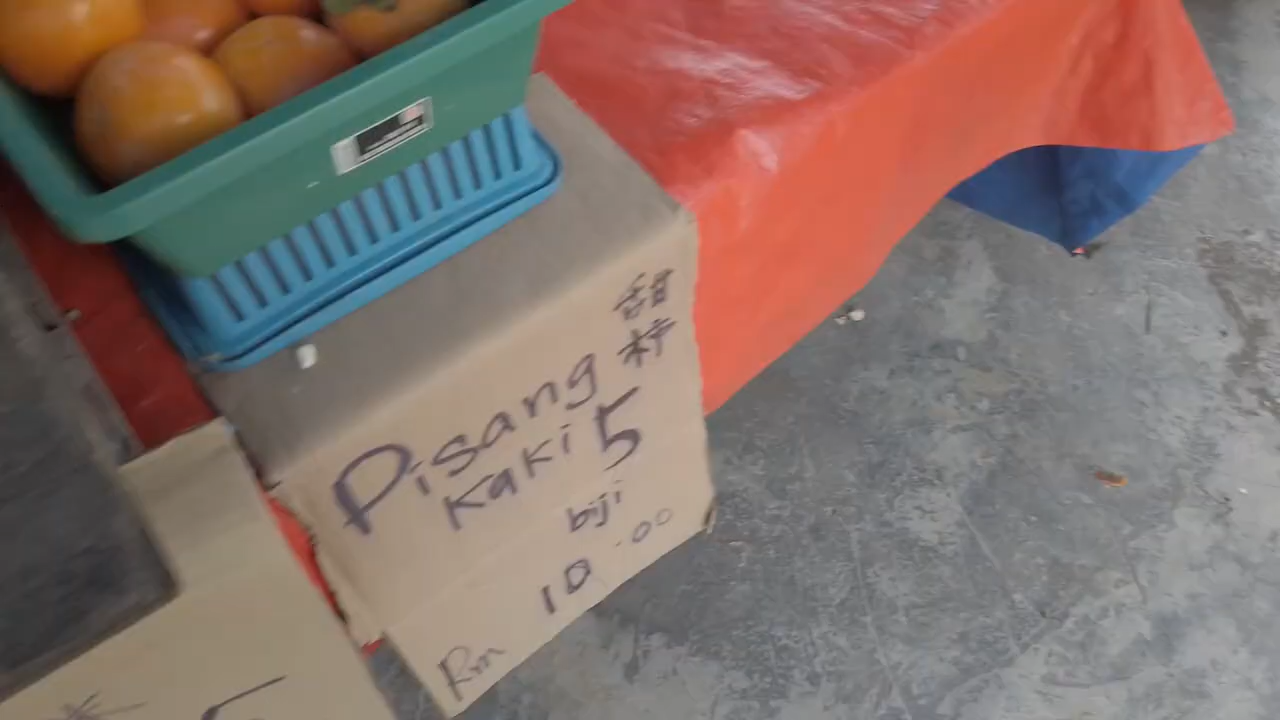 甜
柿
Pisang
Kaki 5
biji
10.00
Rm